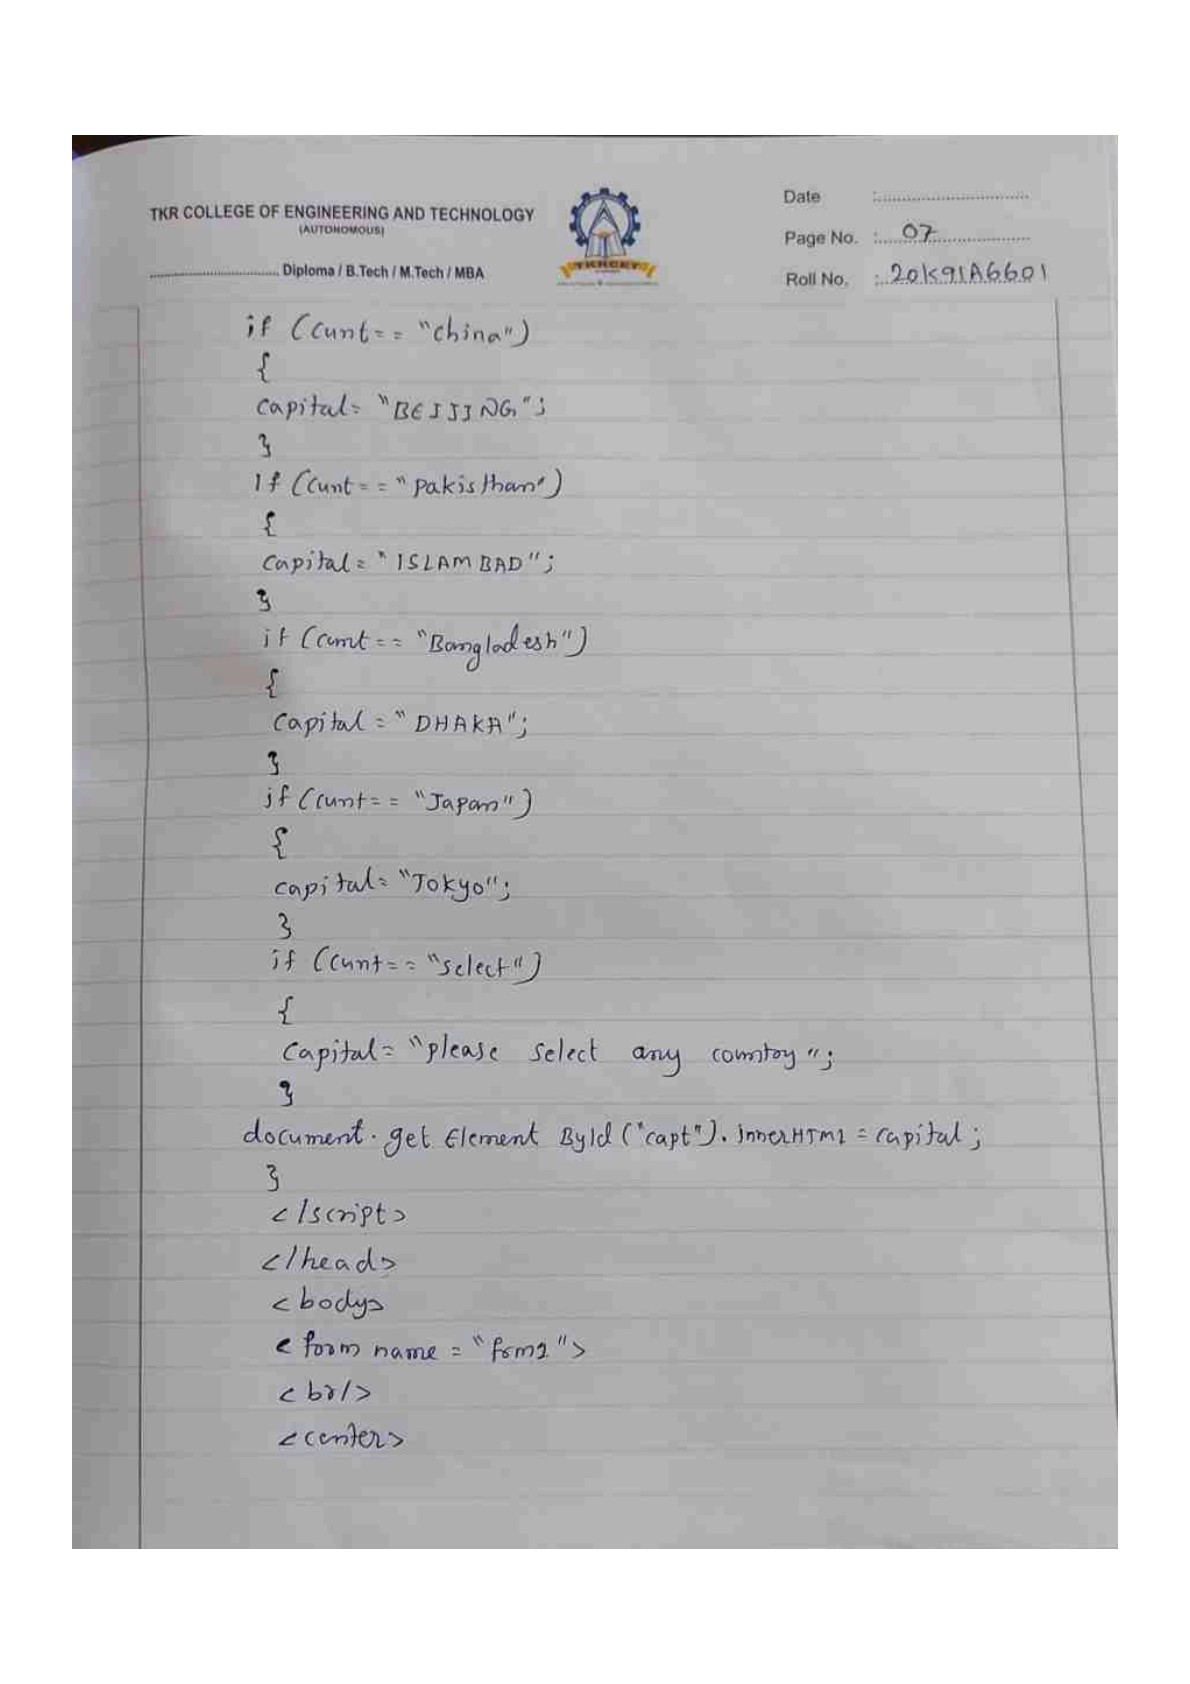 TKR COLLEGE OF ENGINEERING AND TECHNOLOGY
(AUTONOMOUS)
.............................. Diploma / B.Tech / M.Tech / MBA
TKRCET
Date :..............................
Page No. : 07
Roll No. : 20K91A6601
if (cunt== "china")
{
capital= "BEIJING";
}
If (cunt== "pakisthan")
{
capital= "ISLAMBAD";
}
if (cunt== "Bangladesh")
{
capital= "DHAKA";
}
if (cunt== "Japan")
{
capital= "Tokyo";
}
if (cunt== "select")
{
capital= "please select any country";
}
document.get Element ById ("capt"). innerHTML = capital;
}
</script>
</head>
<body>
<form name = "frm1">
<br/>
<center>